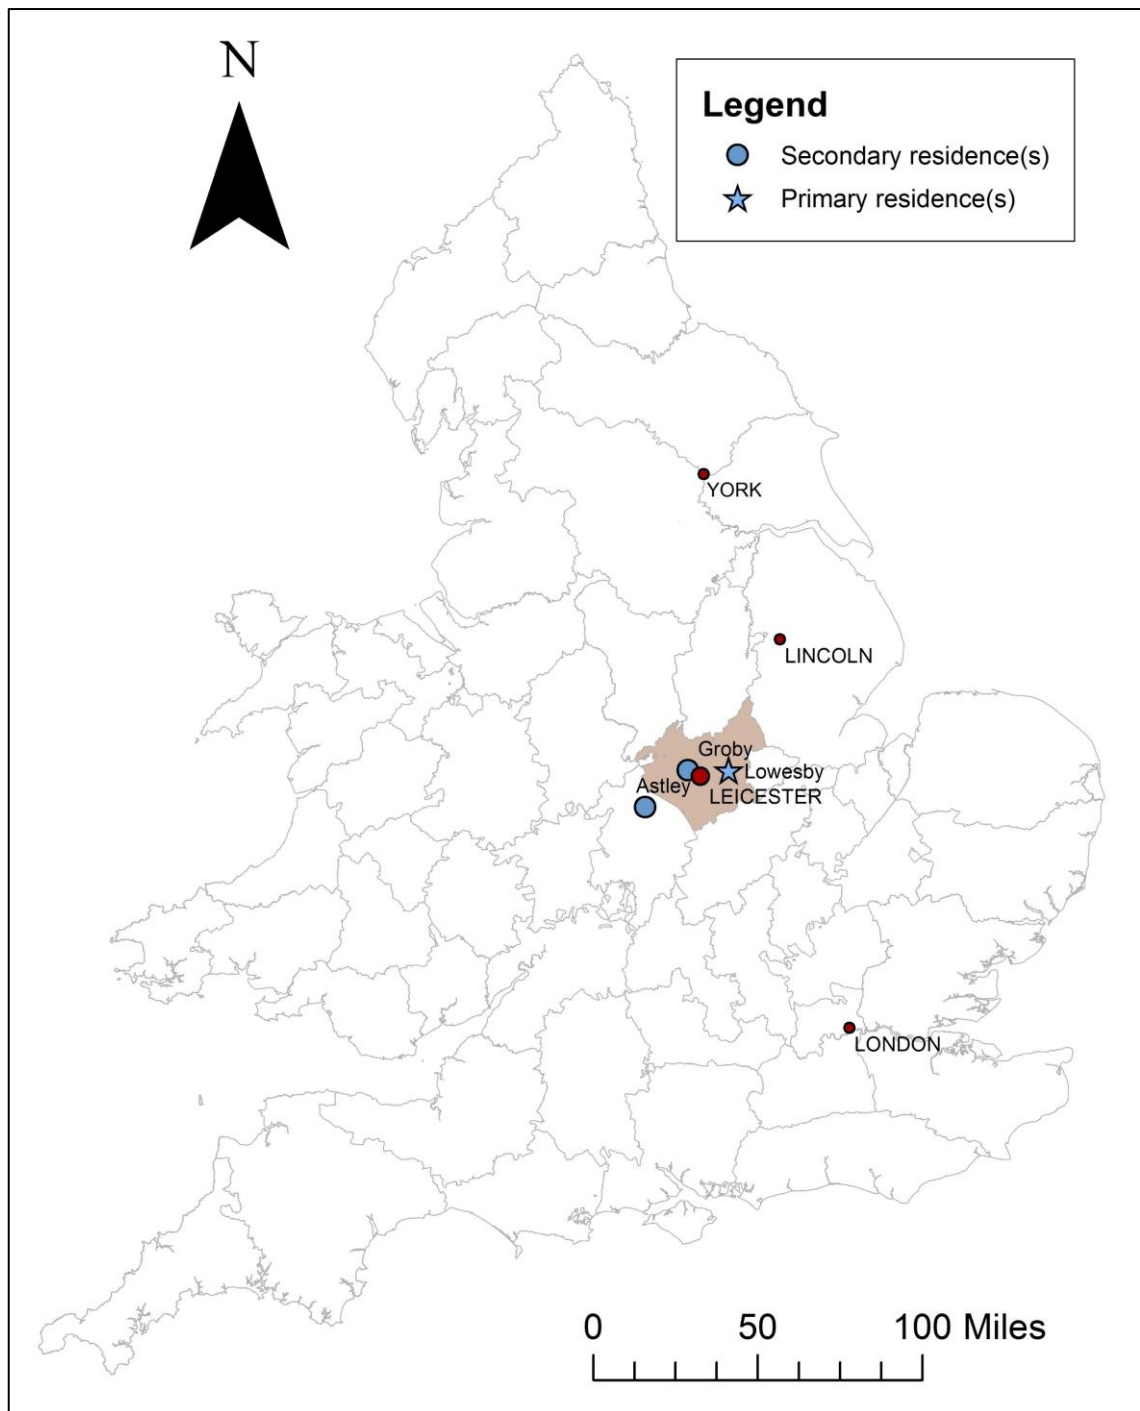 N
Legend
Secondary residence(s)
Primary residence(s)
YORK
LINCOLN
Groby
Lowesby
Astley
LEICESTER
LONDON
0 50 100 Miles